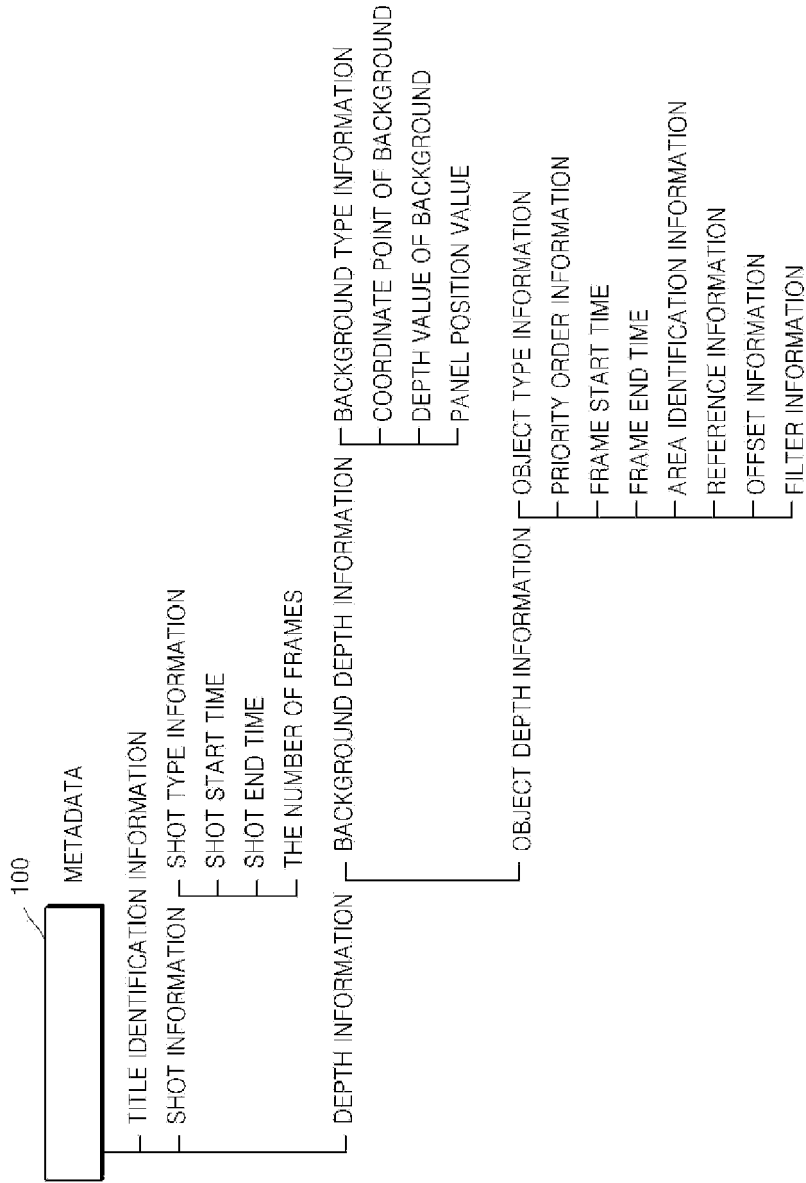 100
METADATA
TITLE IDENTIFICATION INFORMATION
SHOT INFORMATION
SHOT TYPE INFORMATION
SHOT START TIME
SHOT END TIME
THE NUMBER OF FRAMES
DEPTH INFORMATION
BACKGROUND DEPTH INFORMATION
BACKGROUND TYPE INFORMATION
COORDINATE POINT OF BACKGROUND
DEPTH VALUE OF BACKGROUND
PANEL POSITION VALUE
OBJECT DEPTH INFORMATION
OBJECT TYPE INFORMATION
PRIORITY ORDER INFORMATION
FRAME START TIME
FRAME END TIME
AREA IDENTIFICATION INFORMATION
REFERENCE INFORMATION
OFFSET INFORMATION
FILTER INFORMATION